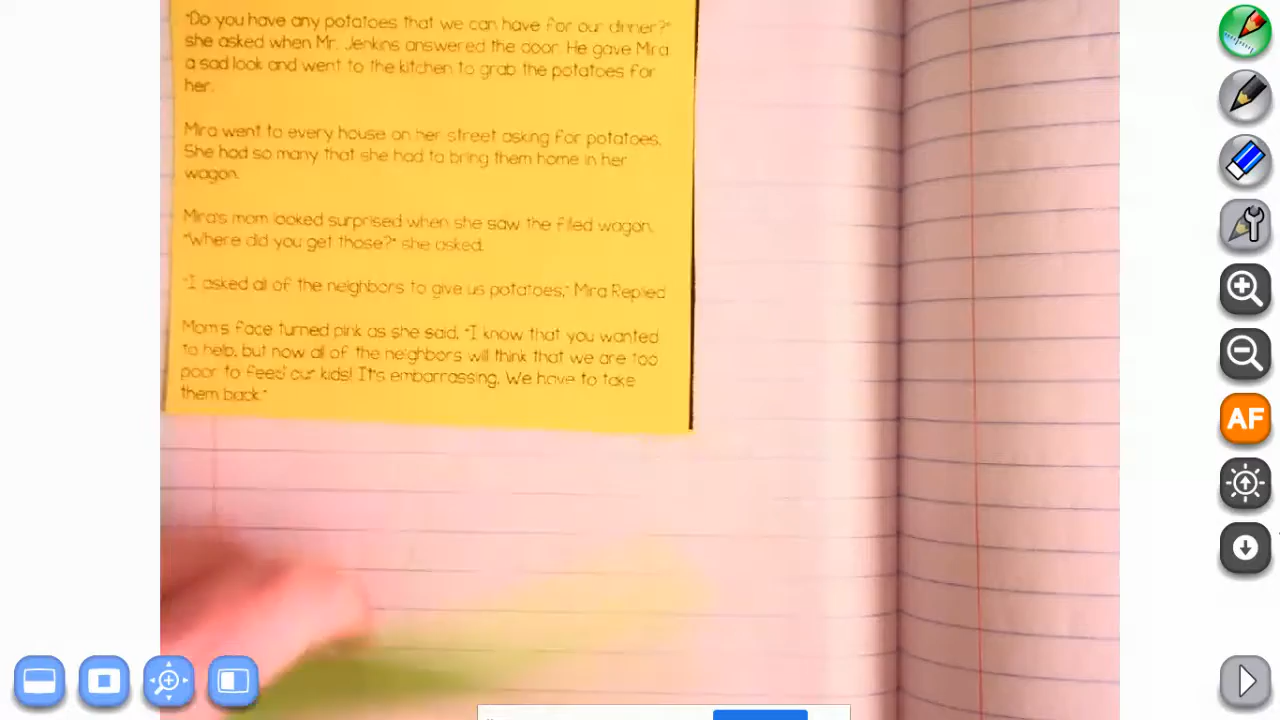 "Do you have any potatoes that we can have for our dinner?"
she asked when Mr. Jenkins answered the door. He gave Mira
a sad look and went to the kitchen to grab the potatoes for
her.
Mira went to every house on her street asking for potatoes.
She had so many that she had to bring them home in her
wagon.
Mira's mom looked surprised when she saw the filled wagon.
"Where did you get those?" she asked.
"I asked all of the neighbors to give us potatoes," Mira Replied
Mom's face turned pink as she said, "I know that you wanted
to help, but now all of the neighbors will think that we are too
poor to feed our kids! It's embarrassing. We have to take
them back."
AF